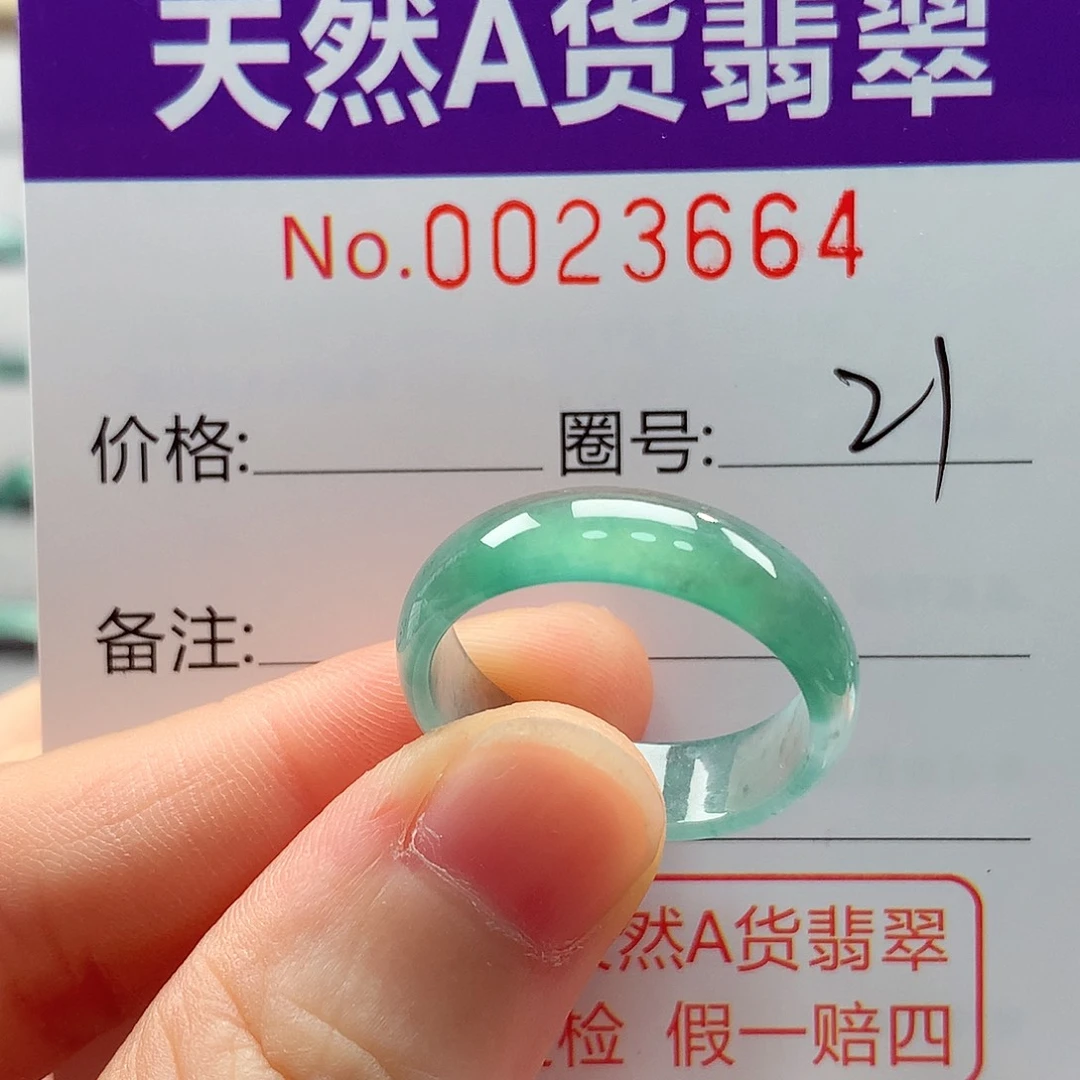 天然A货翡翠
No.0023664
价格: 圈号: 21
备注:
然A货翡翠
检 假一赔四